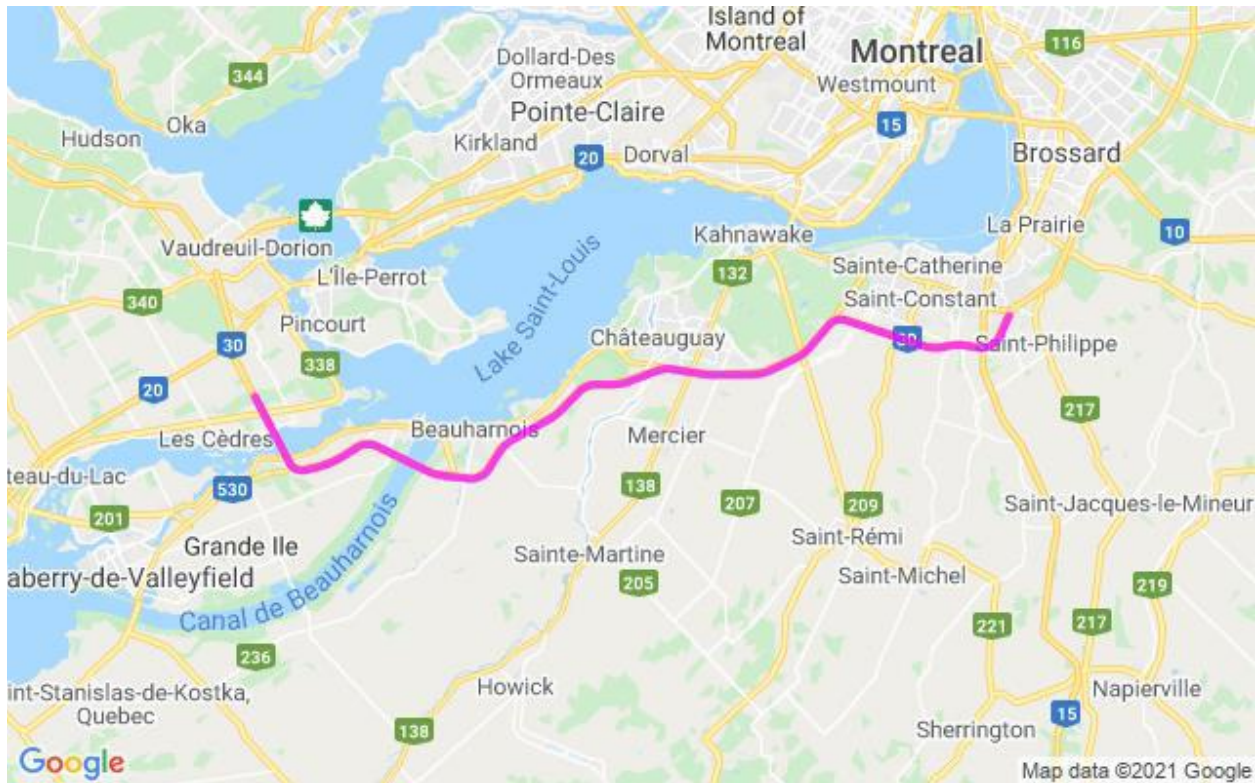 Island of
Montreal
116
Dollard-Des
Ormeaux
Montreal
344
Westmount
Pointe-Claire
15
Oka
Hudson
Kirkland
20
Dorval
Brossard
La Prairie
Kahnawake
10
Vaudreuil-Dorion
132
Sainte-Catherine
L'Île-Perrot
Lake Saint-Louis
340
Saint-Constant
Pincourt
30
Châteauguay
30
Saint-Philippe
338
20
217
Beauharnois
Les Cèdres
Mercier
teau-du-Lac
530
138
207
209
Saint-Jacques-le-Mineur
201
Saint-Rémi
Grande Ile
Sainte-Martine
aberry-de-Valleyfield
Canal de Beauharnois
205
Saint-Michel
219
221
217
236
int-Stanislas-de-Kostka,
Quebec
Howick
Napierville
138
Sherrington
15
Google
Map data ©2021 Google